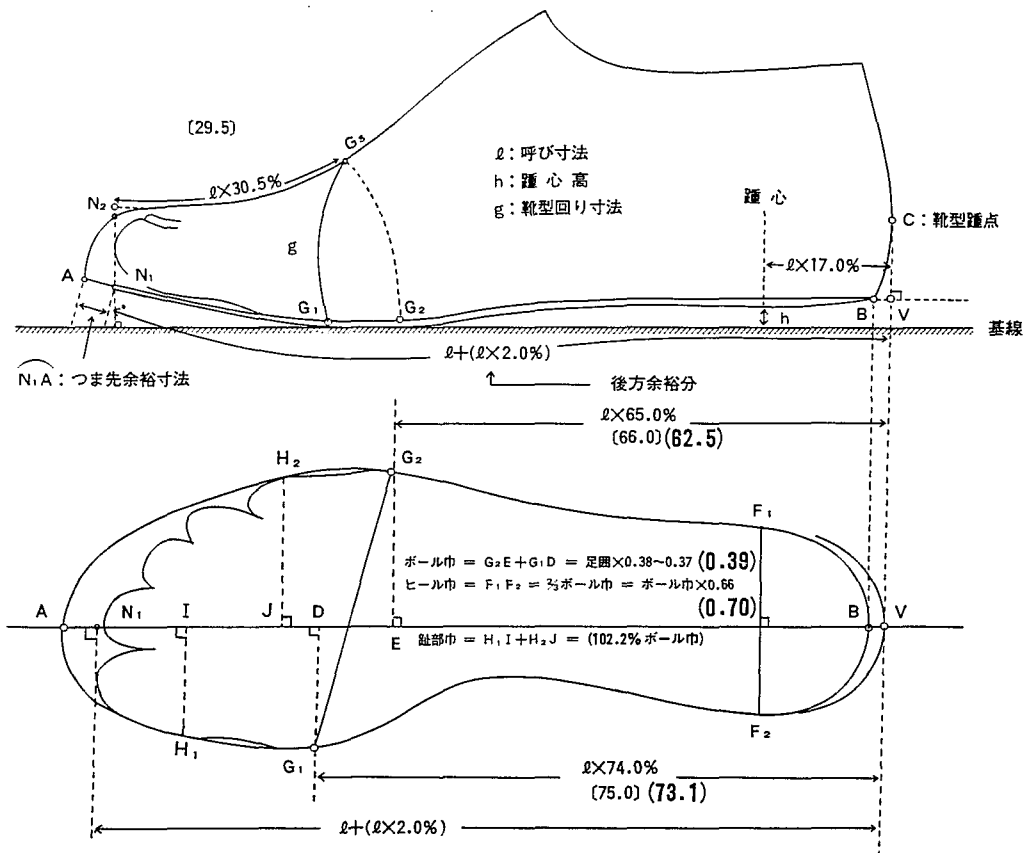 〔29.5〕
G₃
ℓ×30.5%
N₂
ℓ：呼び寸法
h：踵心高
g：靴型回り寸法
踵心
C：靴型踵点
g
ℓ×17.0%
A
N₁
G₁
G₂
h
B
V
基線
ℓ+(ℓ×2.0%)
N₁A：つま先余裕寸法
後方余裕分
ℓ×65.0%
〔66.0〕(62.5)
H₂
G₂
F₁
ボール巾 = G₂E+G₁D = 足囲×0.38~0.37 (0.39)
ヒール巾 = F₁F₂ = ⅔ボール巾 = ボール巾×0.66
(0.70)
A
N₁
I
J
D
E
B
V
趾部巾 = H₁I+H₂J = (102.2%ボール巾)
H₁
G₁
F₂
ℓ×74.0%
〔75.0〕(73.1)
ℓ+(ℓ×2.0%)